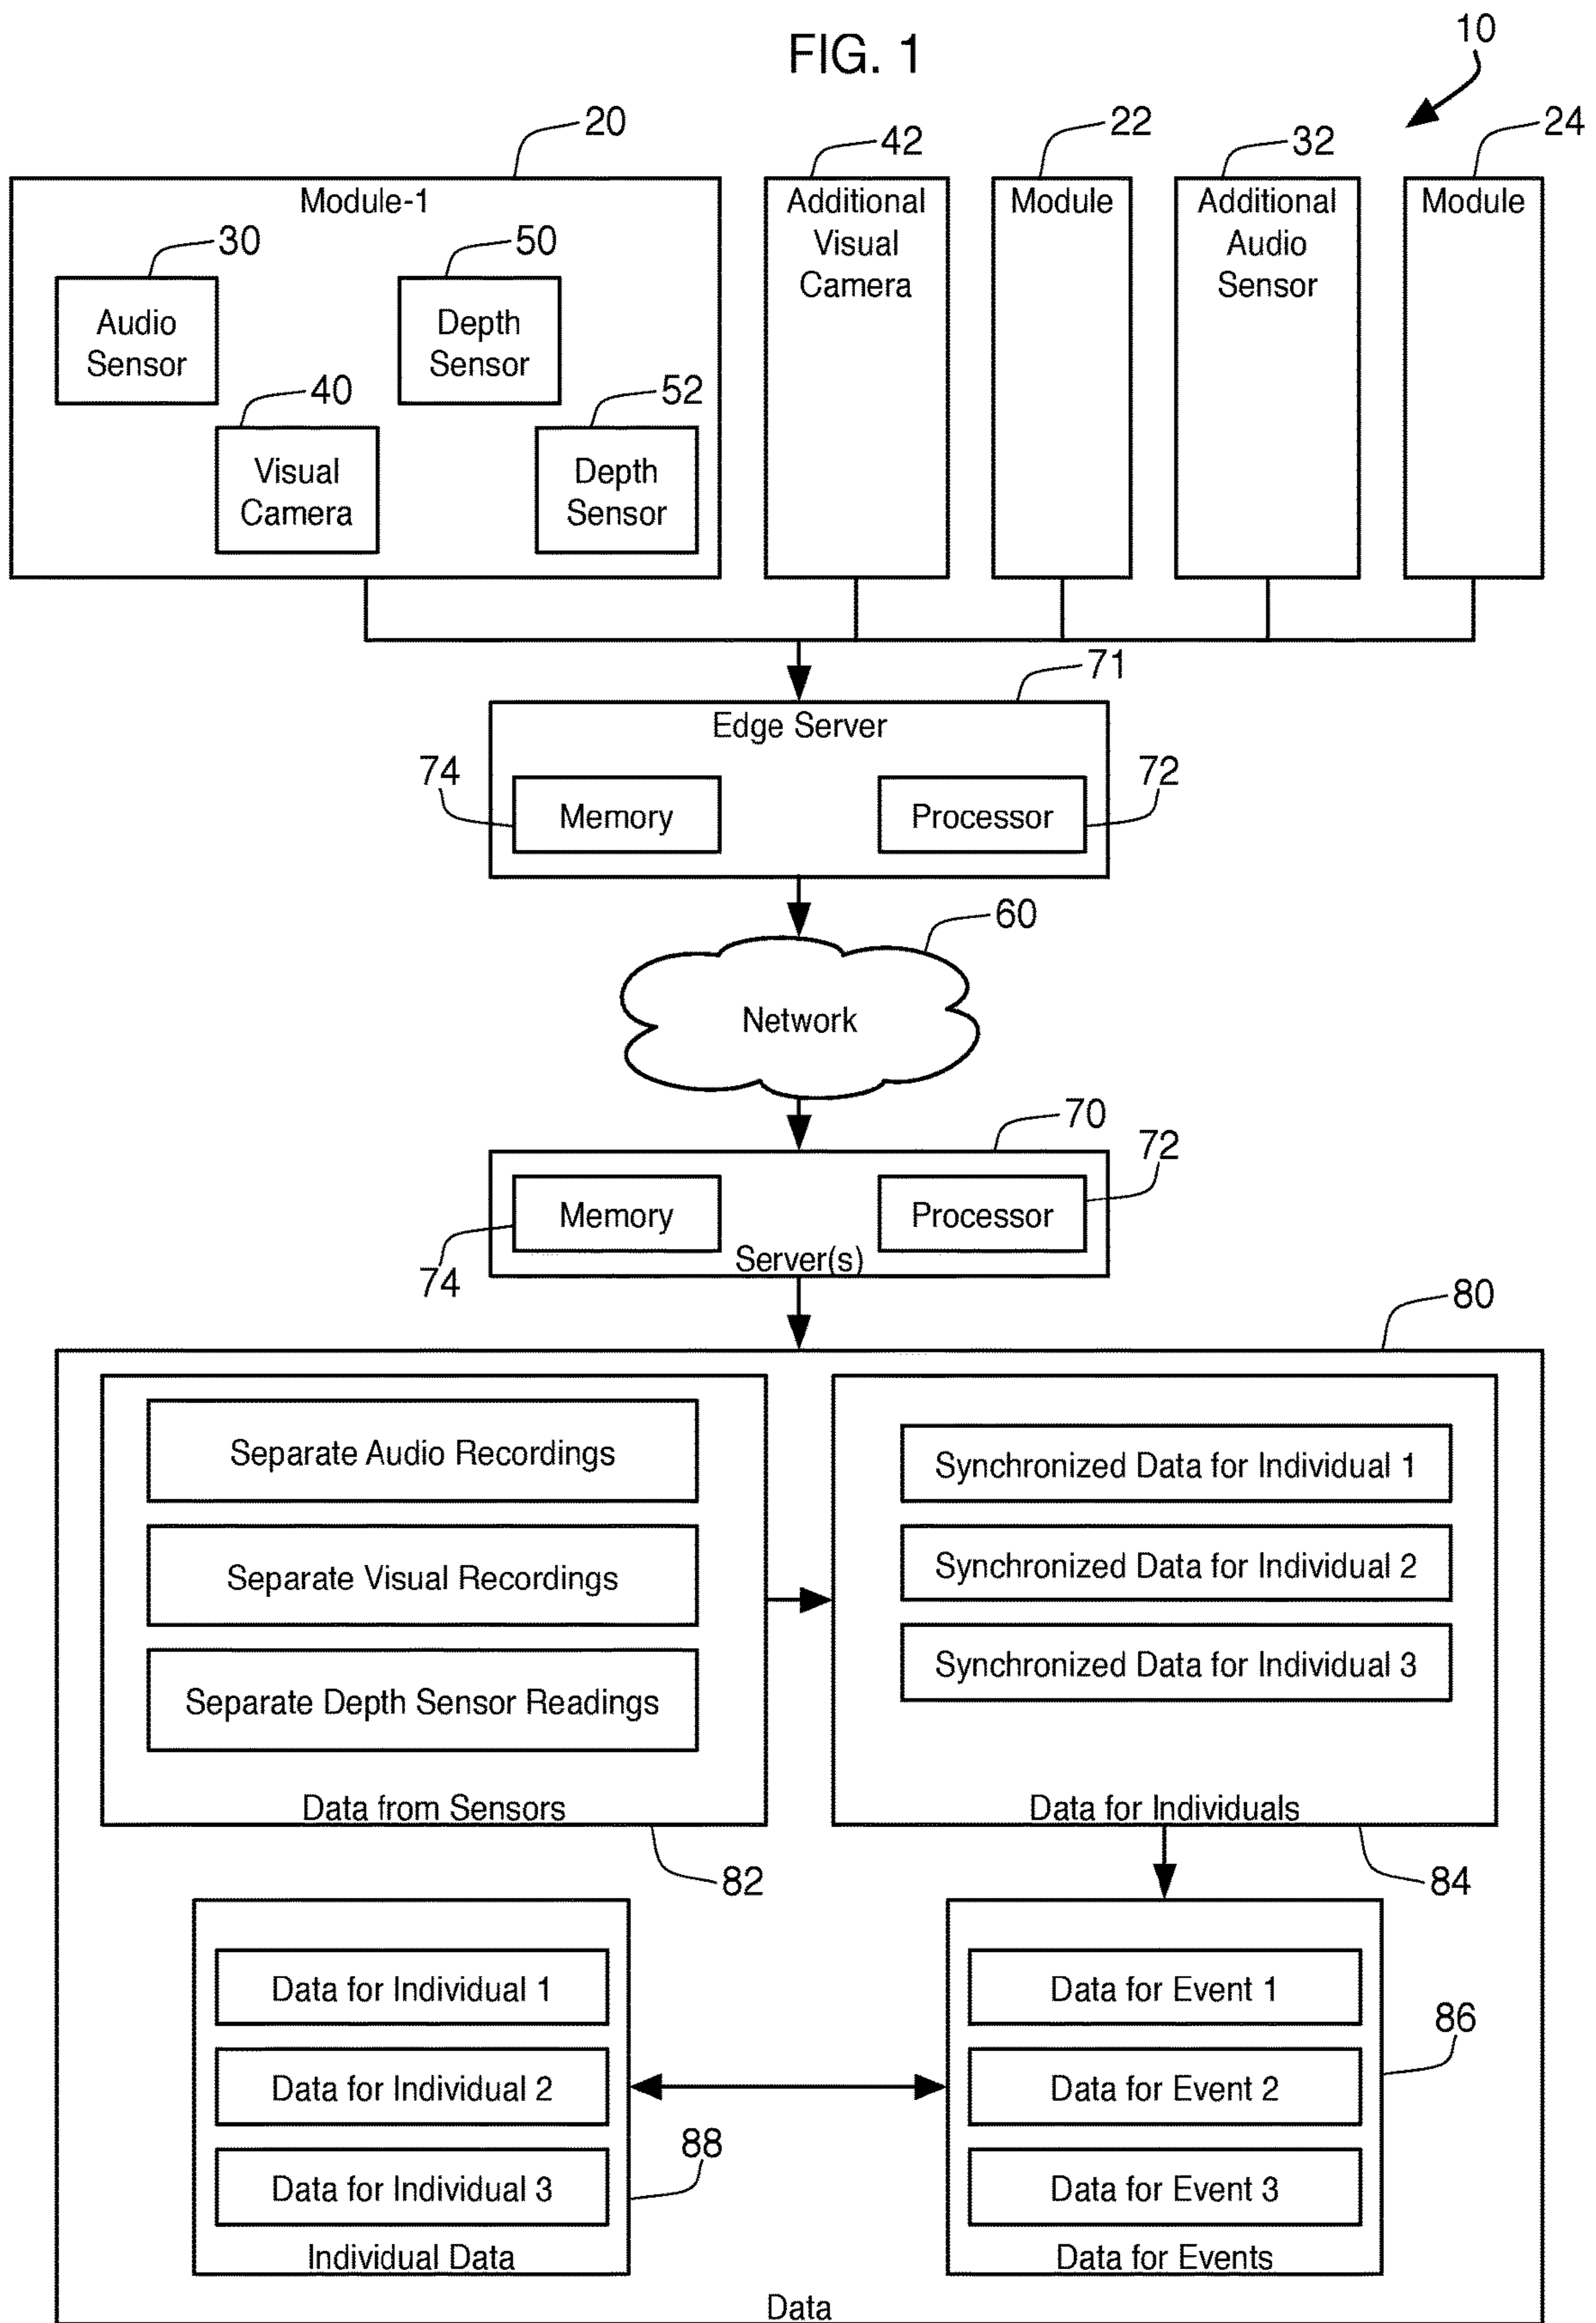 FIG. 1
10
20
42
22
32
24
Module-1
Additional
Visual
Camera
Module
Additional
Audio
Sensor
Module
30
50
Audio
Sensor
Depth
Sensor
40
52
Visual
Camera
Depth
Sensor
71
Edge Server
74
72
Memory
Processor
60
Network
70
72
Memory
Processor
Server(s)
74
80
Separate Audio Recordings
Separate Visual Recordings
Separate Depth Sensor Readings
Data from Sensors
82
Synchronized Data for Individual 1
Synchronized Data for Individual 2
Synchronized Data for Individual 3
Data for Individuals
84
Data for Individual 1
Data for Individual 2
Data for Individual 3
88
Individual Data
Data for Event 1
Data for Event 2
Data for Event 3
86
Data for Events
Data